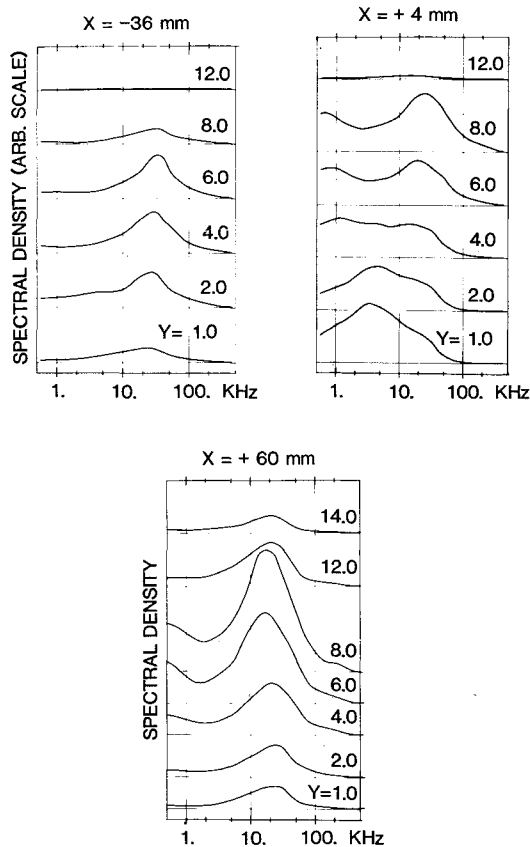 X = -36 mm
X = + 4 mm
SPECTRAL DENSITY (ARB. SCALE)
12.0
8.0
6.0
4.0
2.0
Y= 1.0
1. 10. 100. KHz
12.0
8.0
6.0
4.0
2.0
Y= 1.0
1. 10. 100. KHz
X = + 60 mm
SPECTRAL DENSITY
14.0
12.0
8.0
6.0
4.0
2.0
Y=1.0
1. 10. 100. KHz